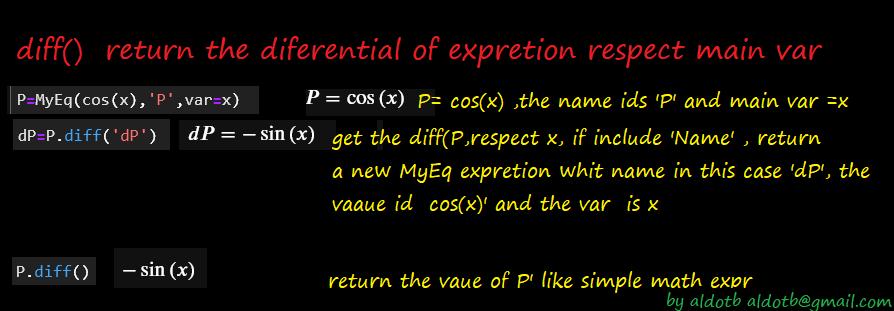 diff() return the diferential of expretion respect main var
P=MyEq(cos(x),'P',var=x)
P = cos (x)
P= cos(x) ,the name ids 'P' and main var =x
dP=P.diff('dP')
dP = − sin (x)
get the diff(P,respect x, if include 'Name' , return
a new MyEq expretion whit name in this case 'dP', the
vaaue id cos(x)' and the var is x
P.diff()
− sin (x)
return the vaue of P' like simple math expr
by aldotb aldotb@gmail.com